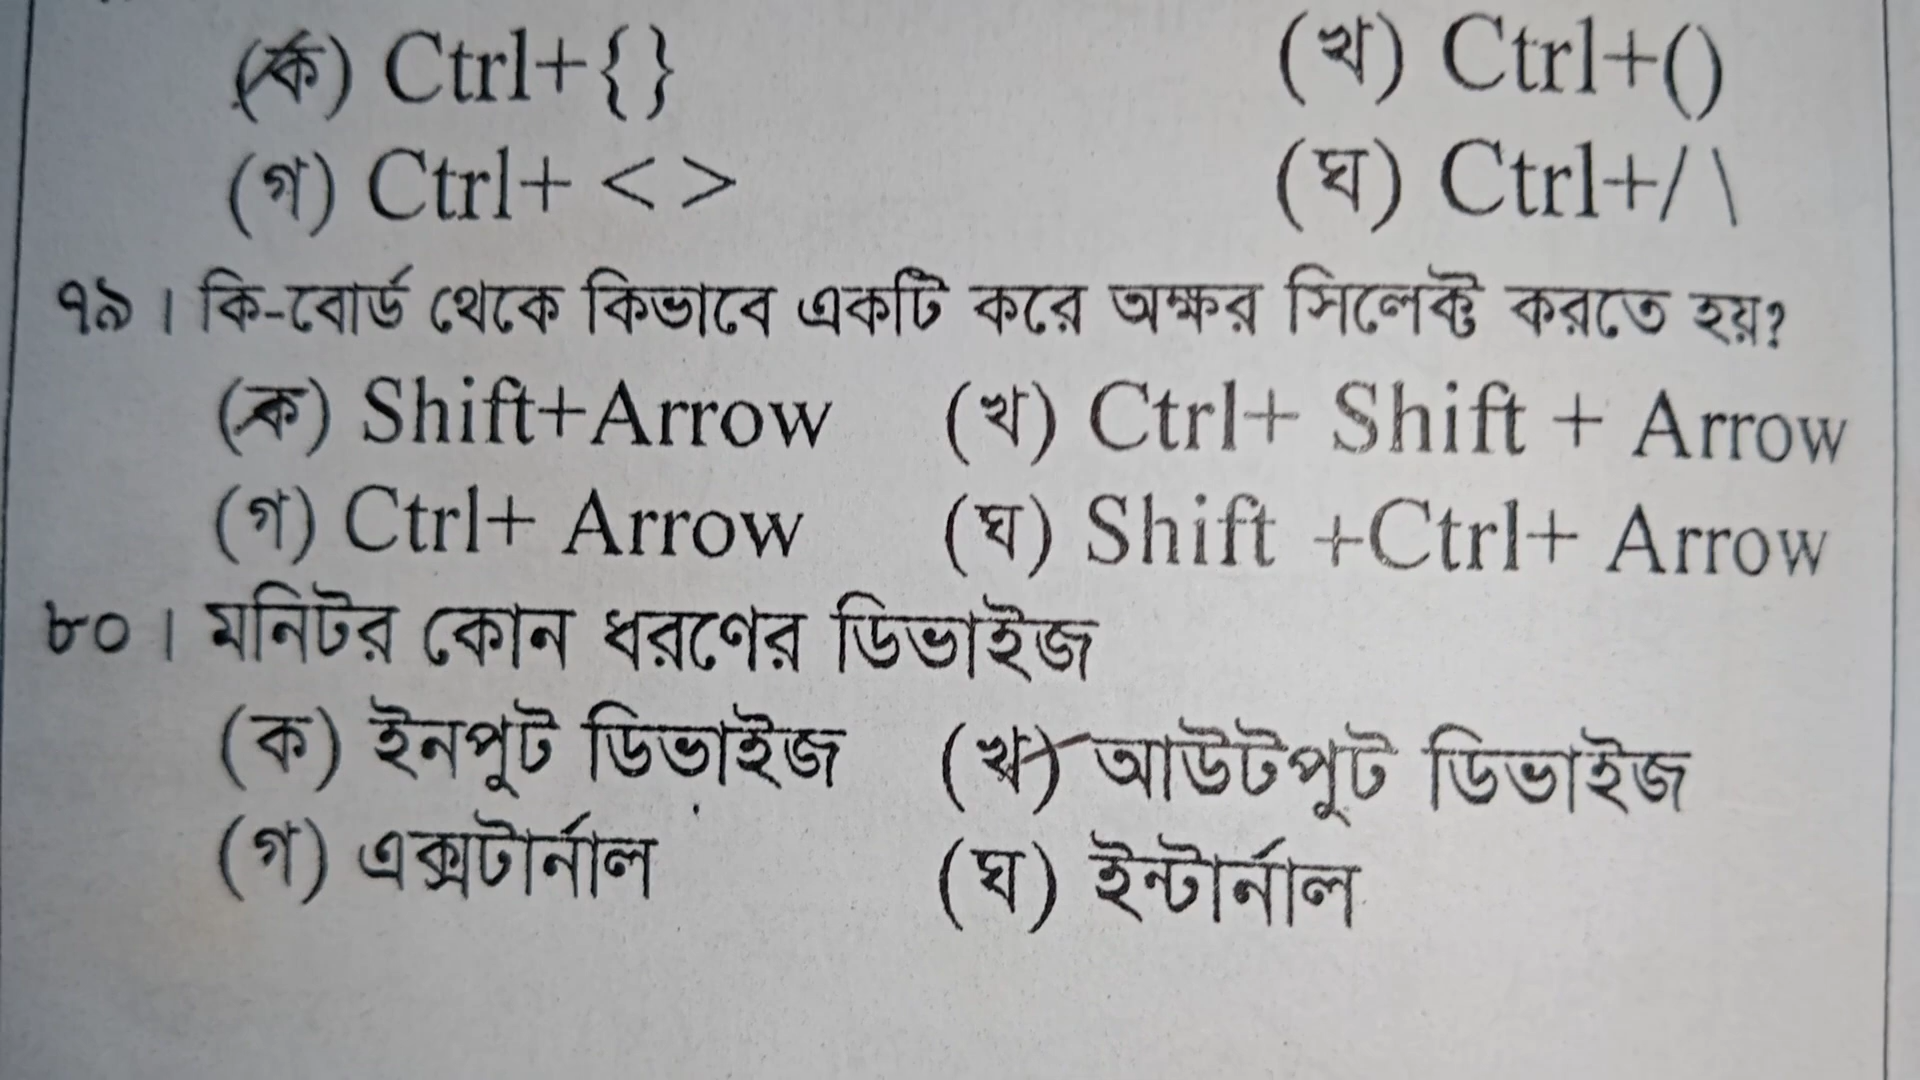 (ক) Ctrl+{} (খ) Ctrl+()
(গ) Ctrl+ < > (ঘ) Ctrl+/ \
৭৯। কি-বোর্ড থেকে কিভাবে একটি করে অক্ষর সিলেক্ট করতে হয়?
(ক) Shift+Arrow (খ) Ctrl+ Shift + Arrow
(গ) Ctrl+ Arrow (ঘ) Shift +Ctrl+ Arrow
৮০। মনিটর কোন ধরণের ডিভাইজ
(ক) ইনপুট ডিভাইজ (খ) আউটপুট ডিভাইজ
(গ) এক্সটার্নাল (ঘ) ইন্টার্নাল